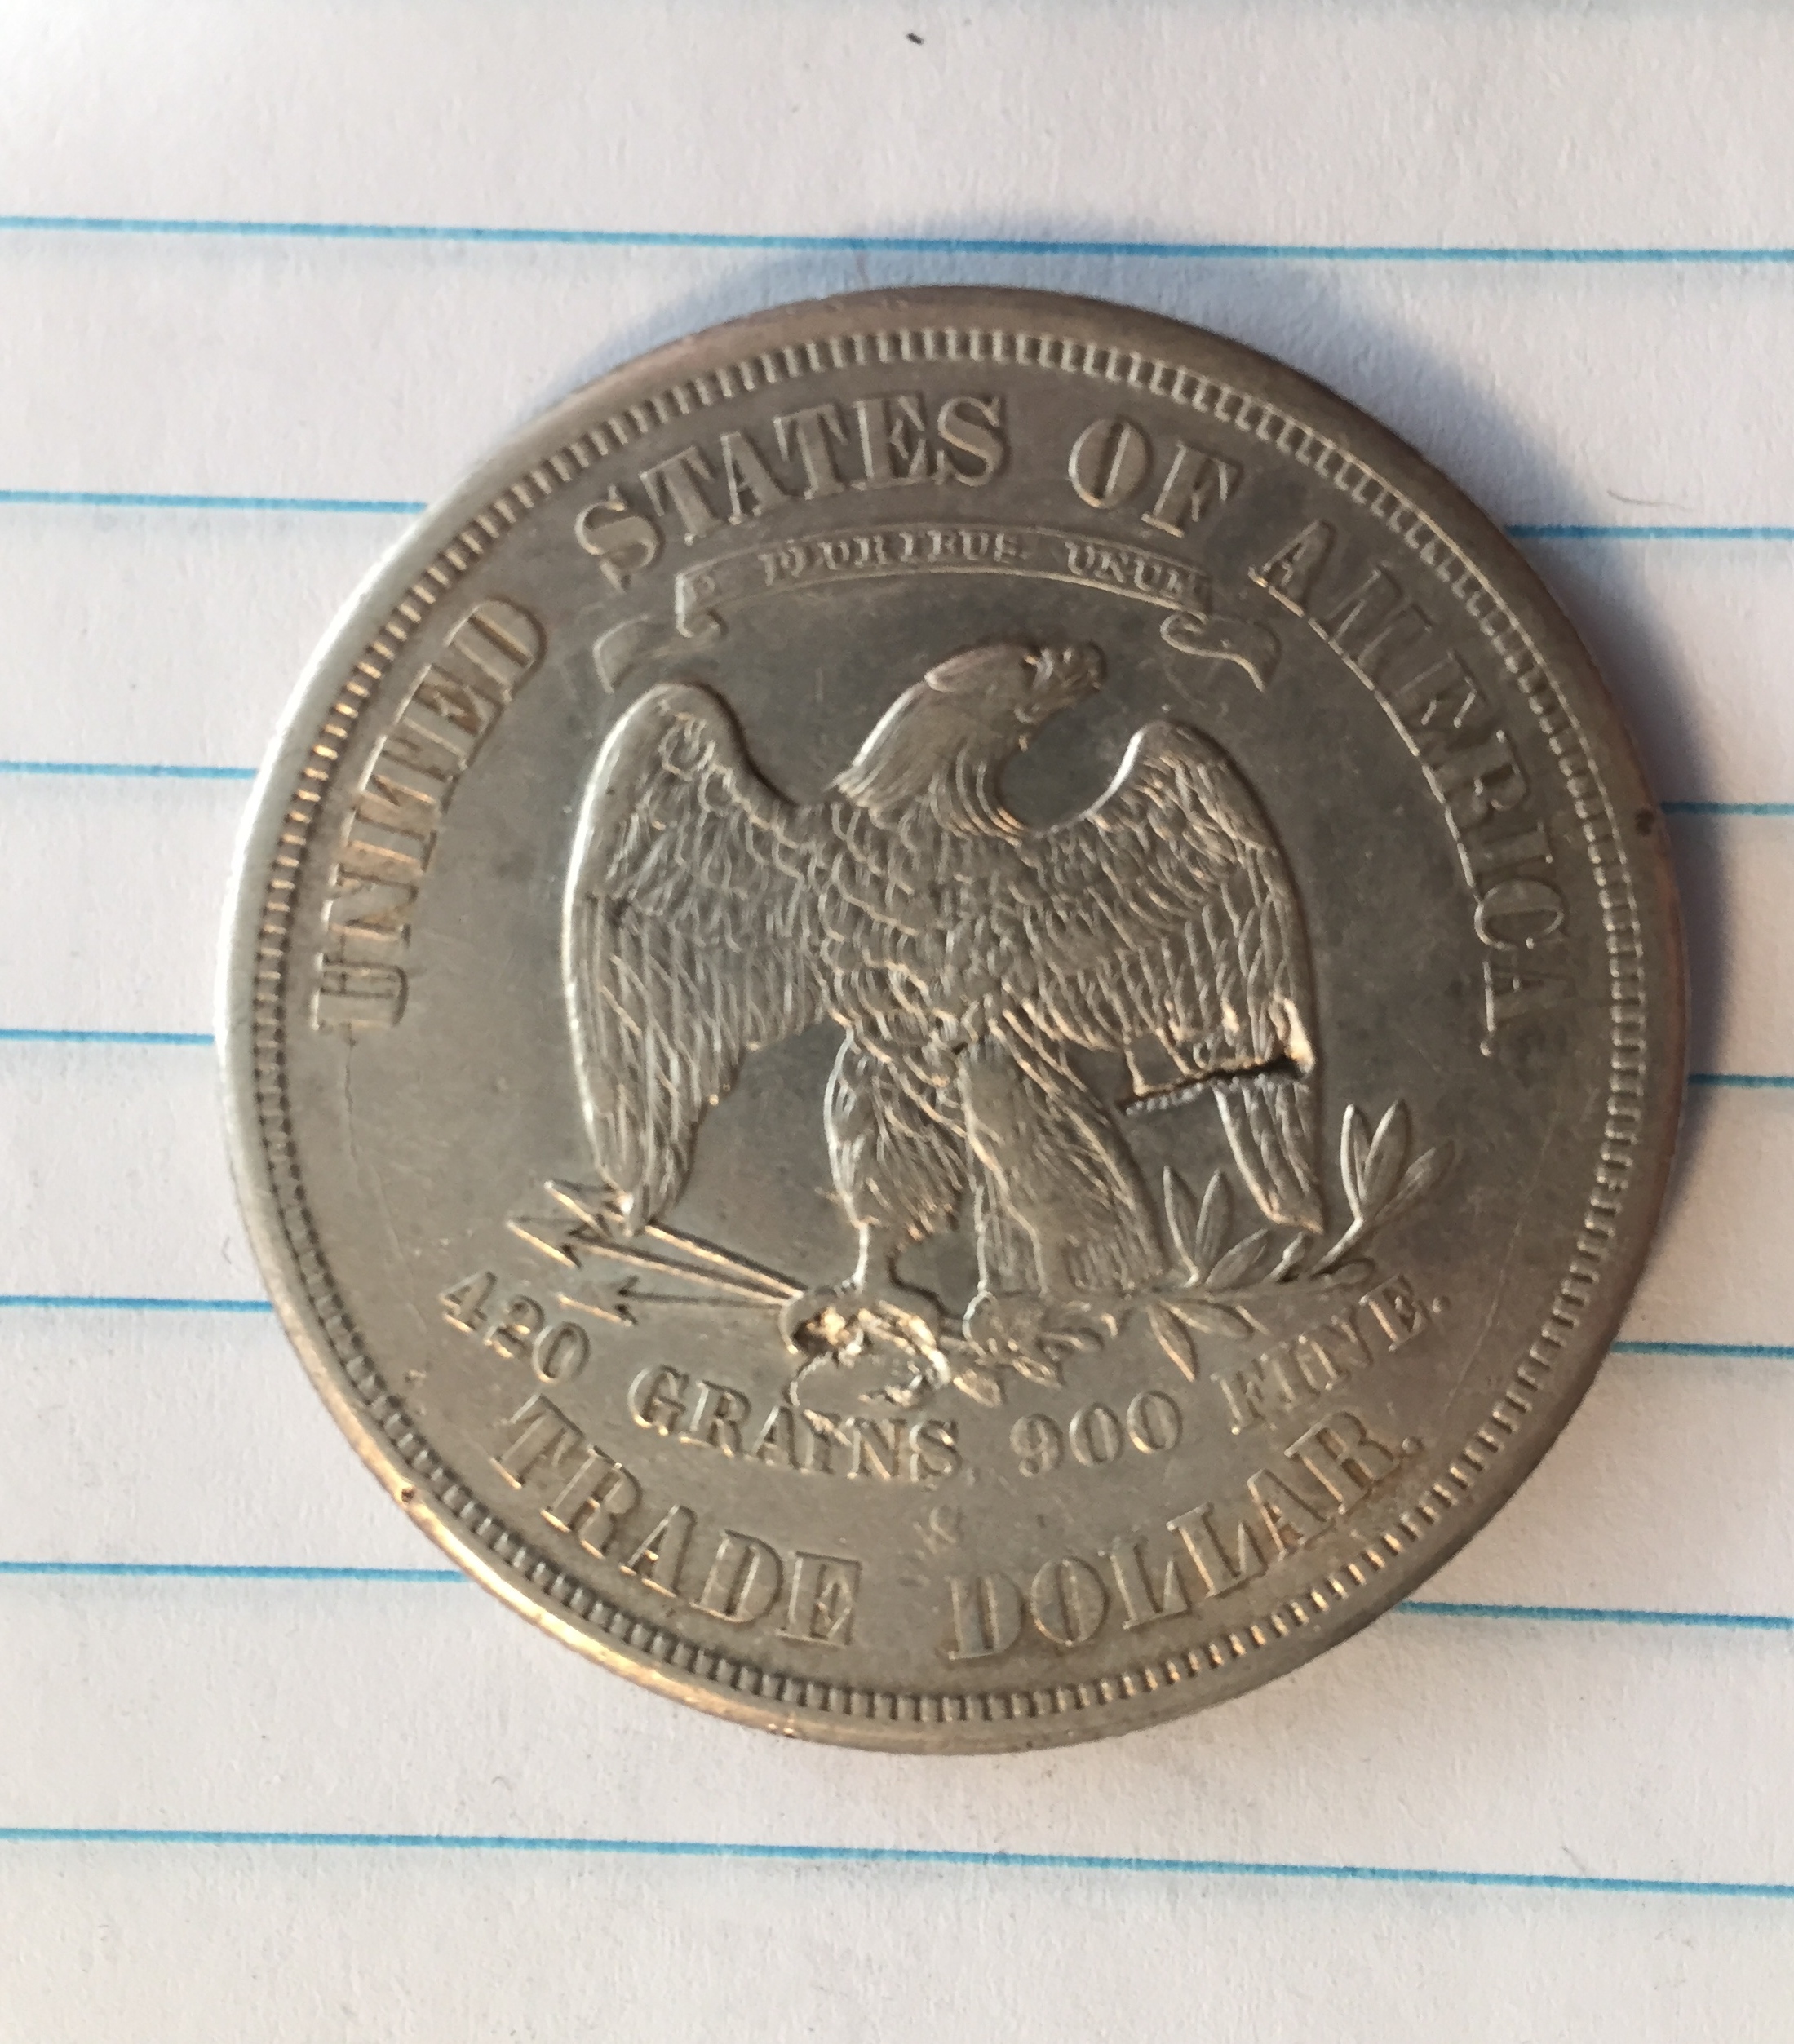 UNITED STATES OF AMERICA.
E PLURIBUS UNUM
420 GRAINS, 900 FINE.
TRADE DOLLAR.